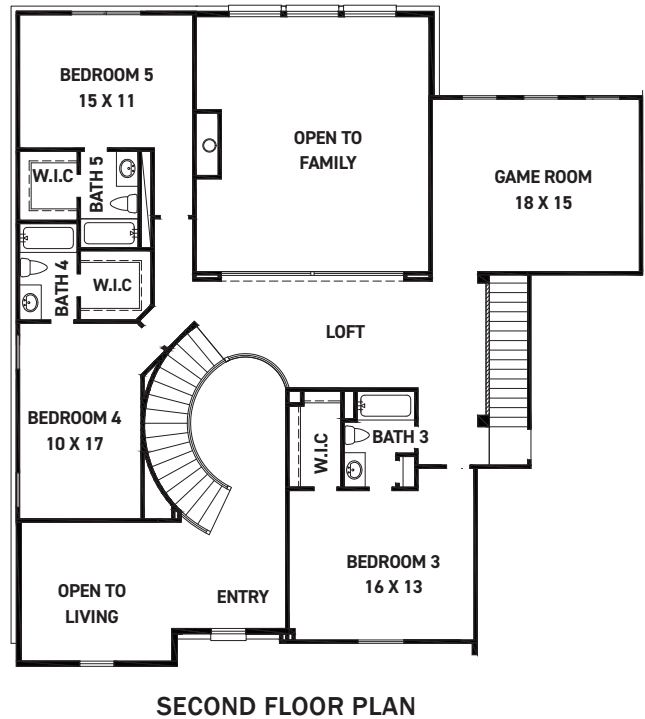 BEDROOM 5
15 X 11
OPEN TO
FAMILY
W.I.C
BATH 5
GAME ROOM
18 X 15
BATH 4
W.I.C
LOFT
BEDROOM 4
10 X 17
W.I.C
BATH 3
BEDROOM 3
16 X 13
OPEN TO
LIVING
ENTRY
SECOND FLOOR PLAN